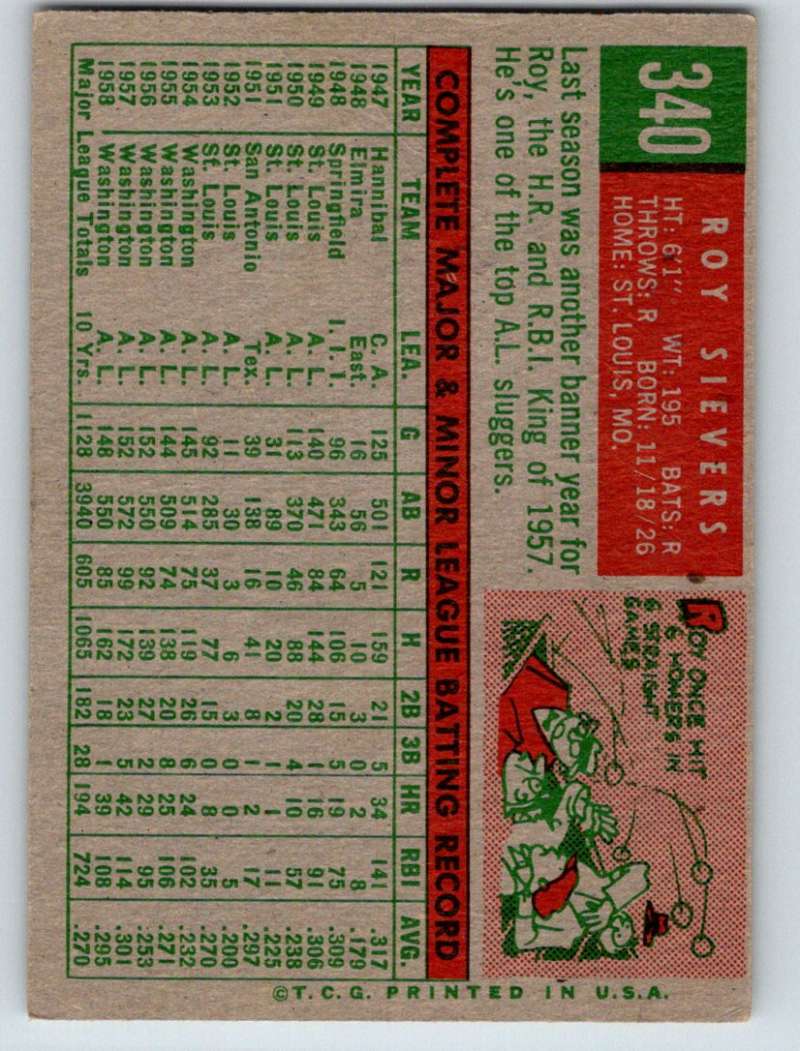 340
ROY SIEVERS
HT: 6'1" WT: 195 BATS: R
THROWS: R BORN: 11/18/26
HOME: ST. LOUIS, MO.
Last season was another banner year for
Roy, the H.R. and R.B.I. King of 1957.
He's one of the top A.L. sluggers.
ROY ONCE HIT
6 HOMERS IN
6 STRAIGHT
GAMES
COMPLETE MAJOR & MINOR LEAGUE BATTING RECORD
YEAR TEAM LEA. G AB R H 2B 3B HR RBI AVG
1947 Hannibal C. A. 125 501 121 159 21 5 34 141 .317
1948 Elmira East. 16 56 5 10 3 0 2 8 .179
1948 Springfield I. I. I. 96 343 64 106 15 5 19 75 .309
1949 St. Louis A. L. 140 471 84 144 28 1 16 91 .306
1950 St. Louis A. L. 113 370 46 88 20 4 10 57 .238
1951 St. Louis A. L. 31 89 10 20 2 1 1 11 .225
1951 San Antonio Tex. 39 138 16 41 8 1 2 17 .297
1952 St. Louis A. L. 11 30 3 6 3 0 0 5 .200
1953 St. Louis A. L. 92 285 37 77 15 0 8 35 .270
1954 Washington A. L. 145 514 75 119 26 6 24 102 .232
1955 Washington A. L. 144 509 74 138 20 8 25 106 .271
1956 Washington A. L. 152 550 92 139 27 2 29 95 .253
1957 Washington A. L. 152 572 99 172 23 5 42 114 .301
1958 Washington A. L. 148 550 85 162 18 1 39 108 .295
Major League Totals 10 Yrs. 1128 3940 605 1065 182 28 194 724 .270
© T. C. G. PRINTED IN U.S.A.